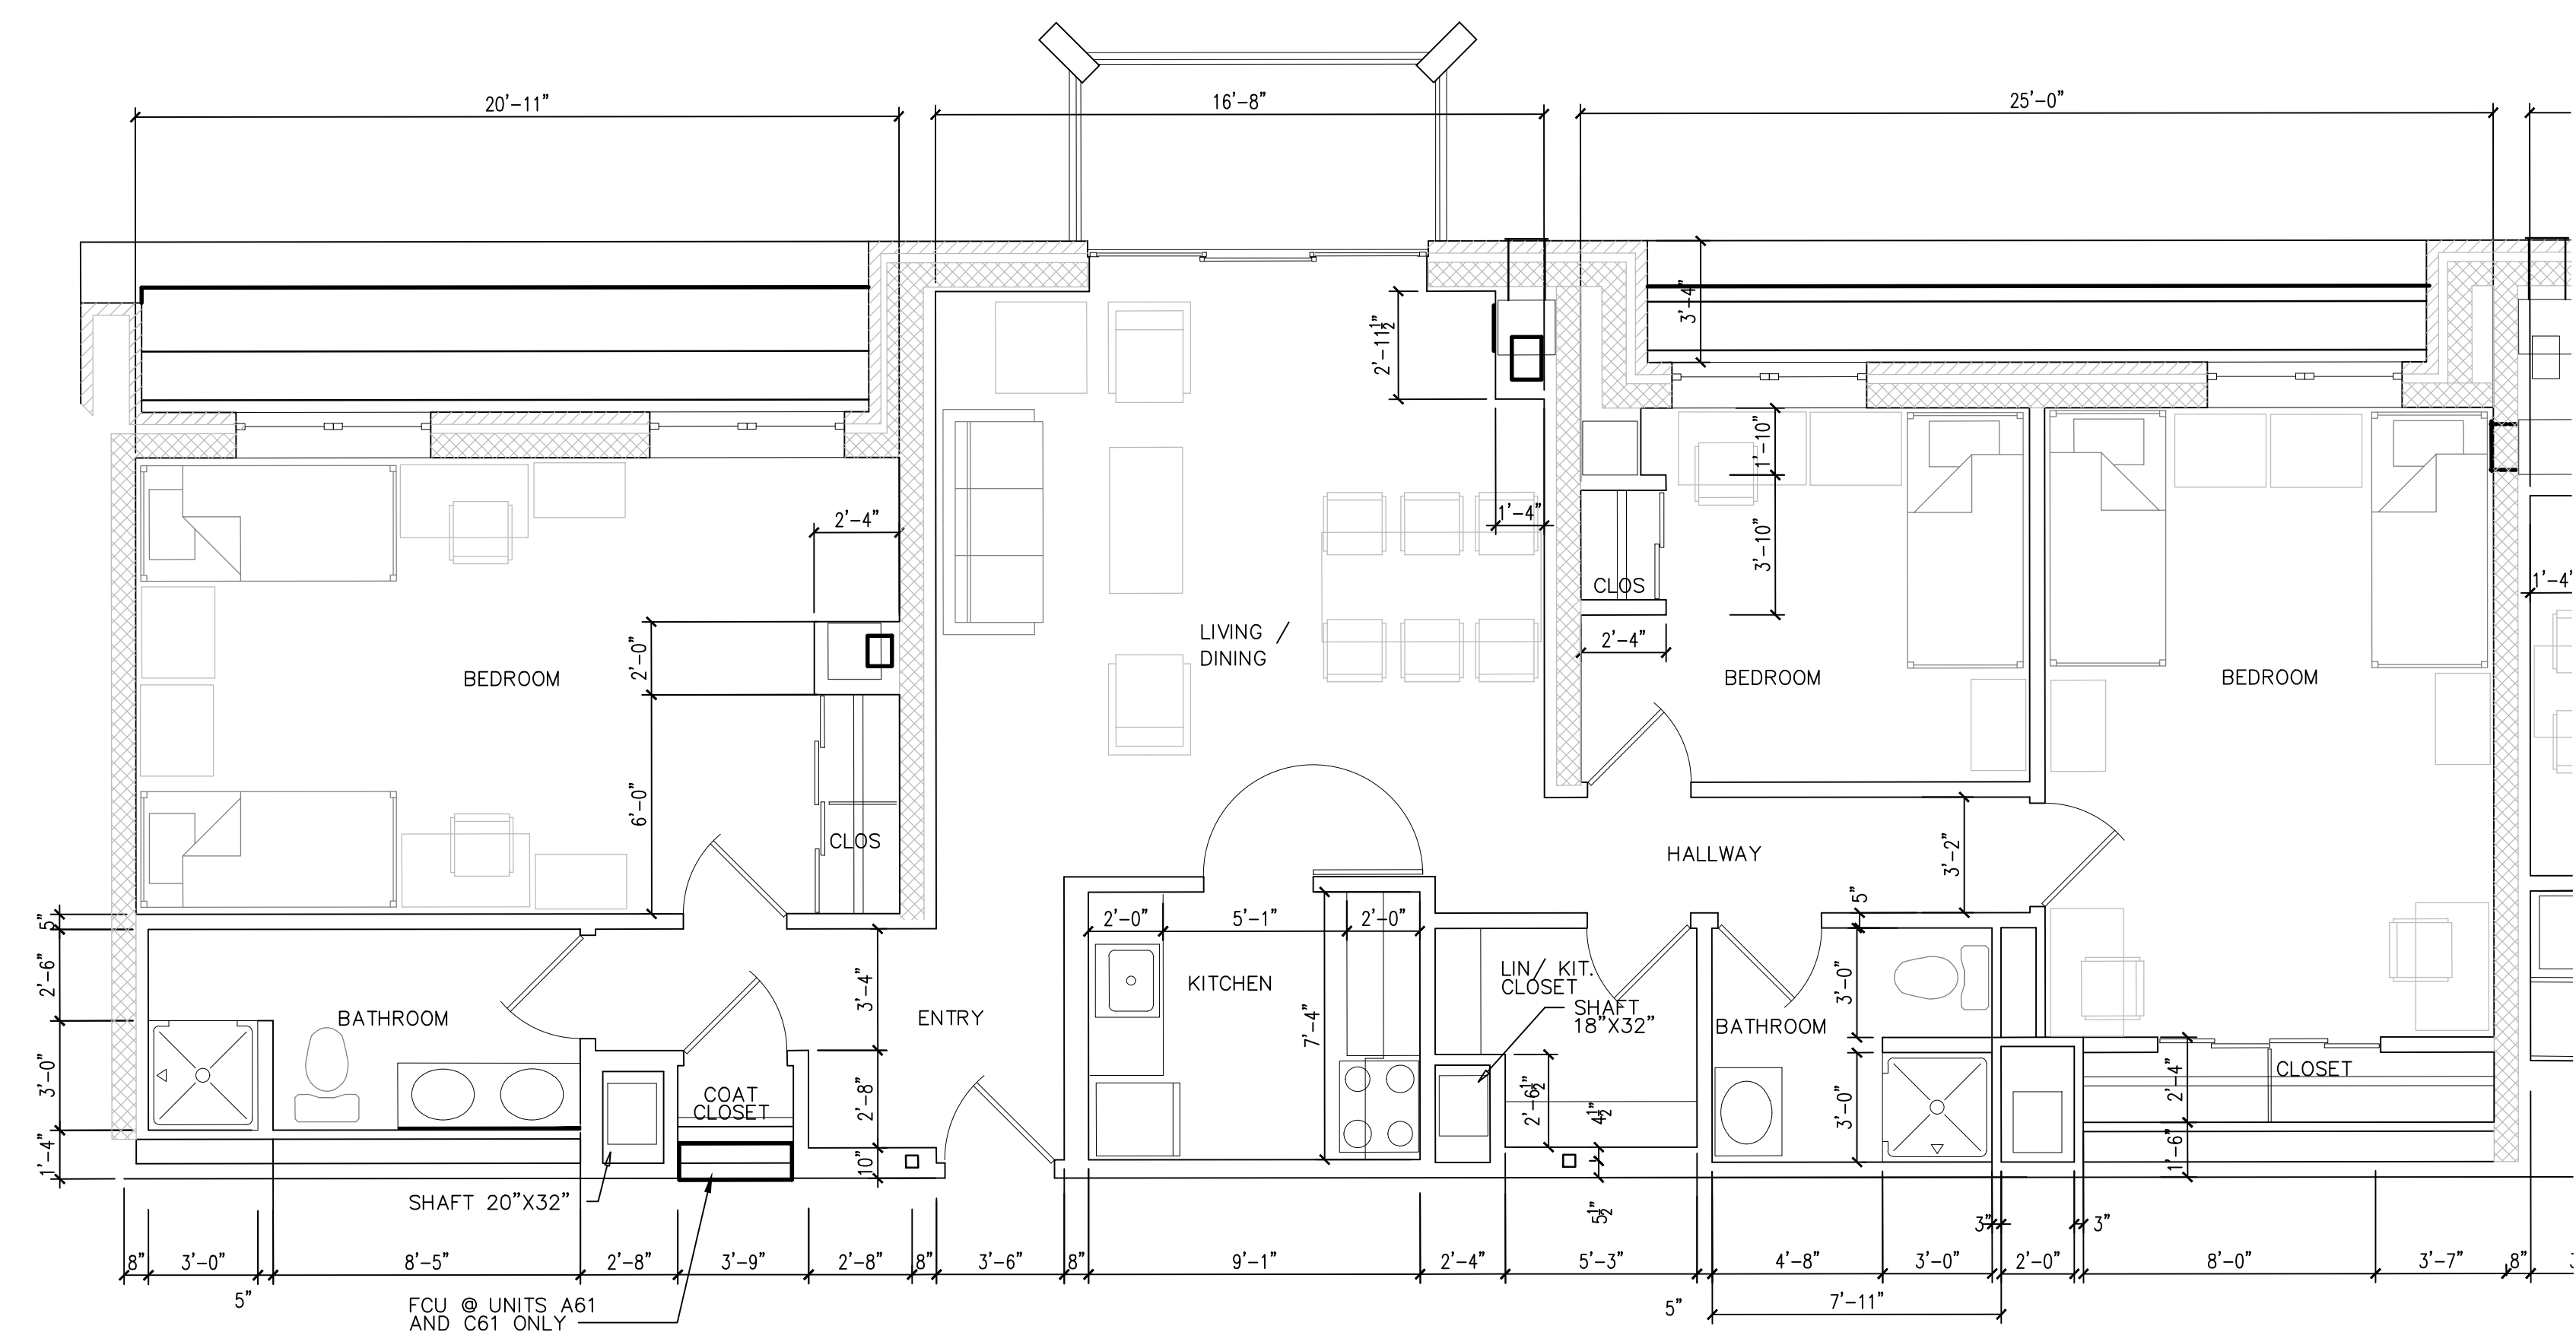 20'-11"
16'-8"
25'-0"
3'-4"
2'-11½"
1'-10"
2'-4"
1'-4"
3'-10"
1'-4"
CLOS
LIVING /
DINING
2'-0"
2'-4"
BEDROOM
BEDROOM
BEDROOM
6'-0"
CLOS
HALLWAY
3'-2"
5"
5"
2'-0"
5'-1"
2'-0"
2'-6"
3'-4"
KITCHEN
LIN/ KIT.
CLOSET
3'-0"
BATHROOM
ENTRY
7'-4"
SHAFT
18"X32"
BATHROOM
3'-0"
COAT
CLOSET
2'-8"
2'-6½"
4½"
3'-0"
2'-4"
CLOSET
1'-4"
10"
1'-6"
SHAFT 20"X32"
5½"
3"
3"
8"
3'-0"
8'-5"
2'-8"
3'-9"
2'-8"
8"
3'-6"
8"
9'-1"
2'-4"
5'-3"
4'-8"
3'-0"
2'-0"
8'-0"
3'-7"
8"
5"
FCU @ UNITS A61
AND C61 ONLY
5"
7'-11"